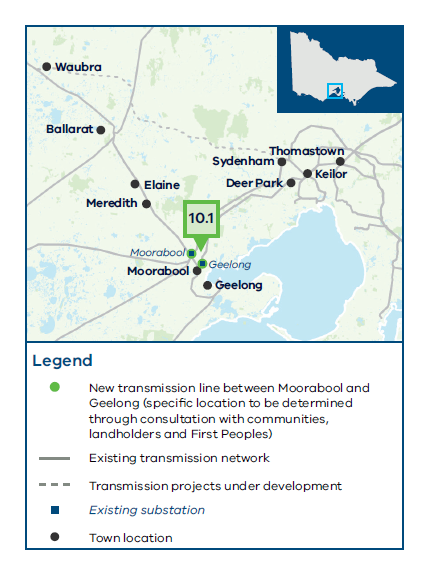 Waubra
Ballarat
Thomastown
Sydenham
Keilor
Deer Park
Elaine
Meredith
10.1
Moorabool
Geelong
Moorabool
Geelong
Legend
New transmission line between Moorabool and
Geelong (specific location to be determined
through consultation with communities,
landholders and First Peoples)
Existing transmission network
Transmission projects under development
Existing substation
Town location